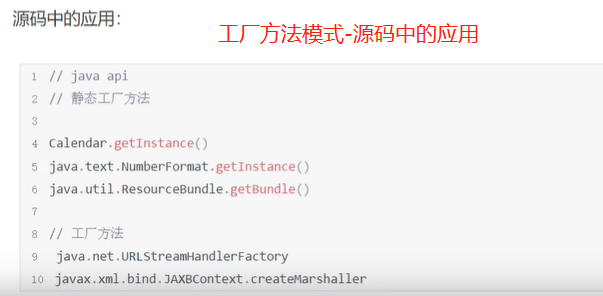 源码中的应用：
工厂方法模式-源码中的应用
1 // java api
2 // 静态工厂方法
3
4 Calendar.getInstance()
5 java.text.NumberFormat.getInstance()
6 java.util.ResourceBundle.getBundle()
7
8 // 工厂方法
9 java.net.URLStreamHandlerFactory
10 javax.xml.bind.JAXBContext.createMarshaller